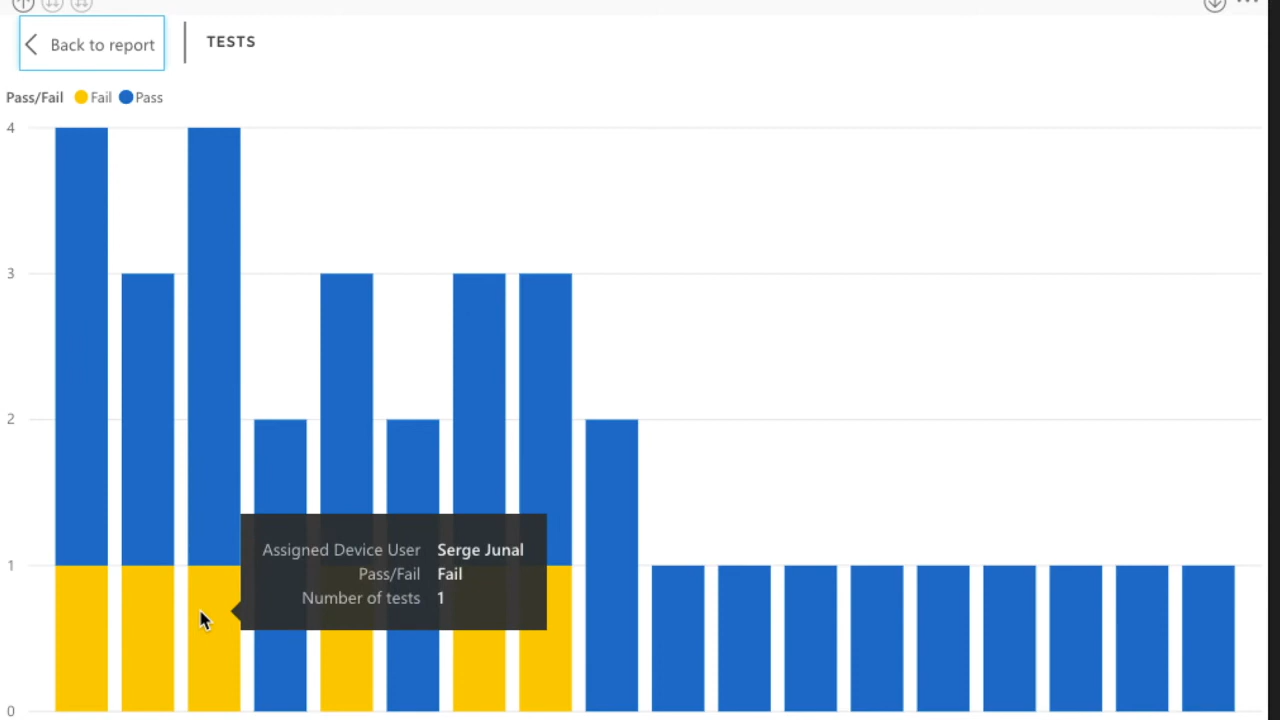 Back to report
TESTS
Pass/Fail Fail Pass
4
3
2
1
0
Assigned Device User Serge Junal
Pass/Fail Fail
Number of tests 1